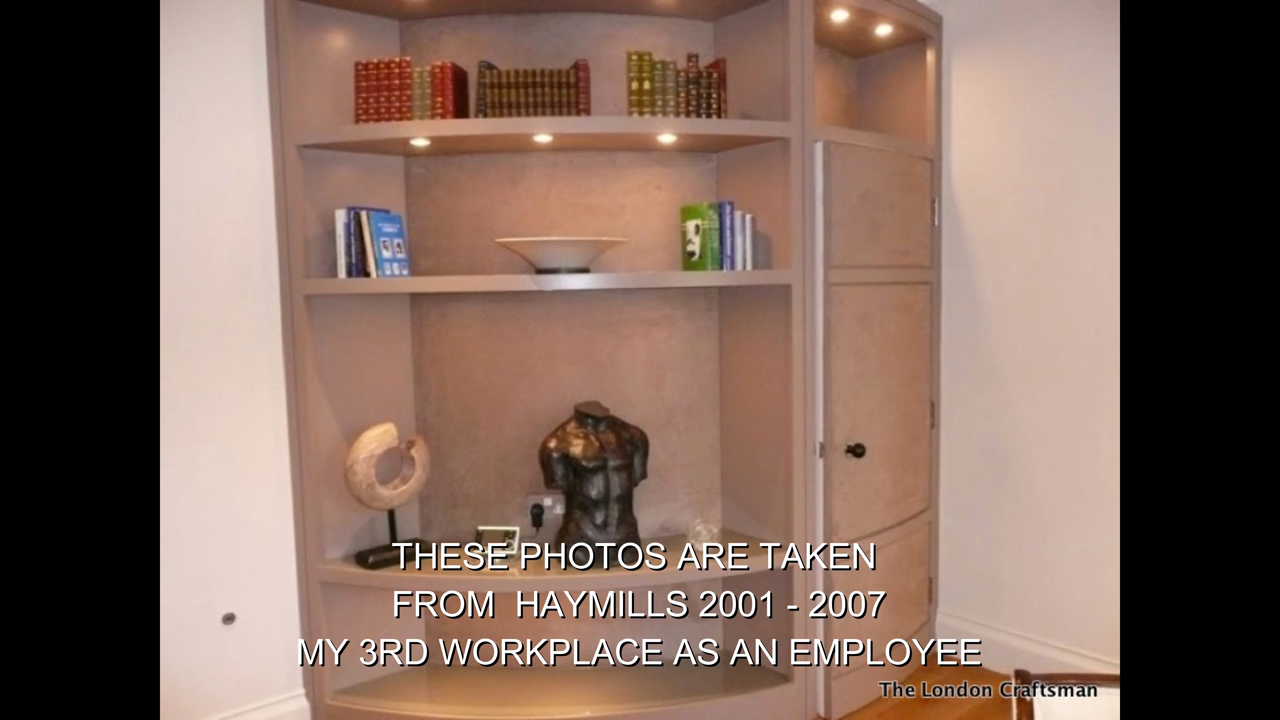 THESE PHOTOS ARE TAKEN
FROM HAYMILLS 2001 - 2007
MY 3RD WORKPLACE AS AN EMPLOYEE
The London Craftsman